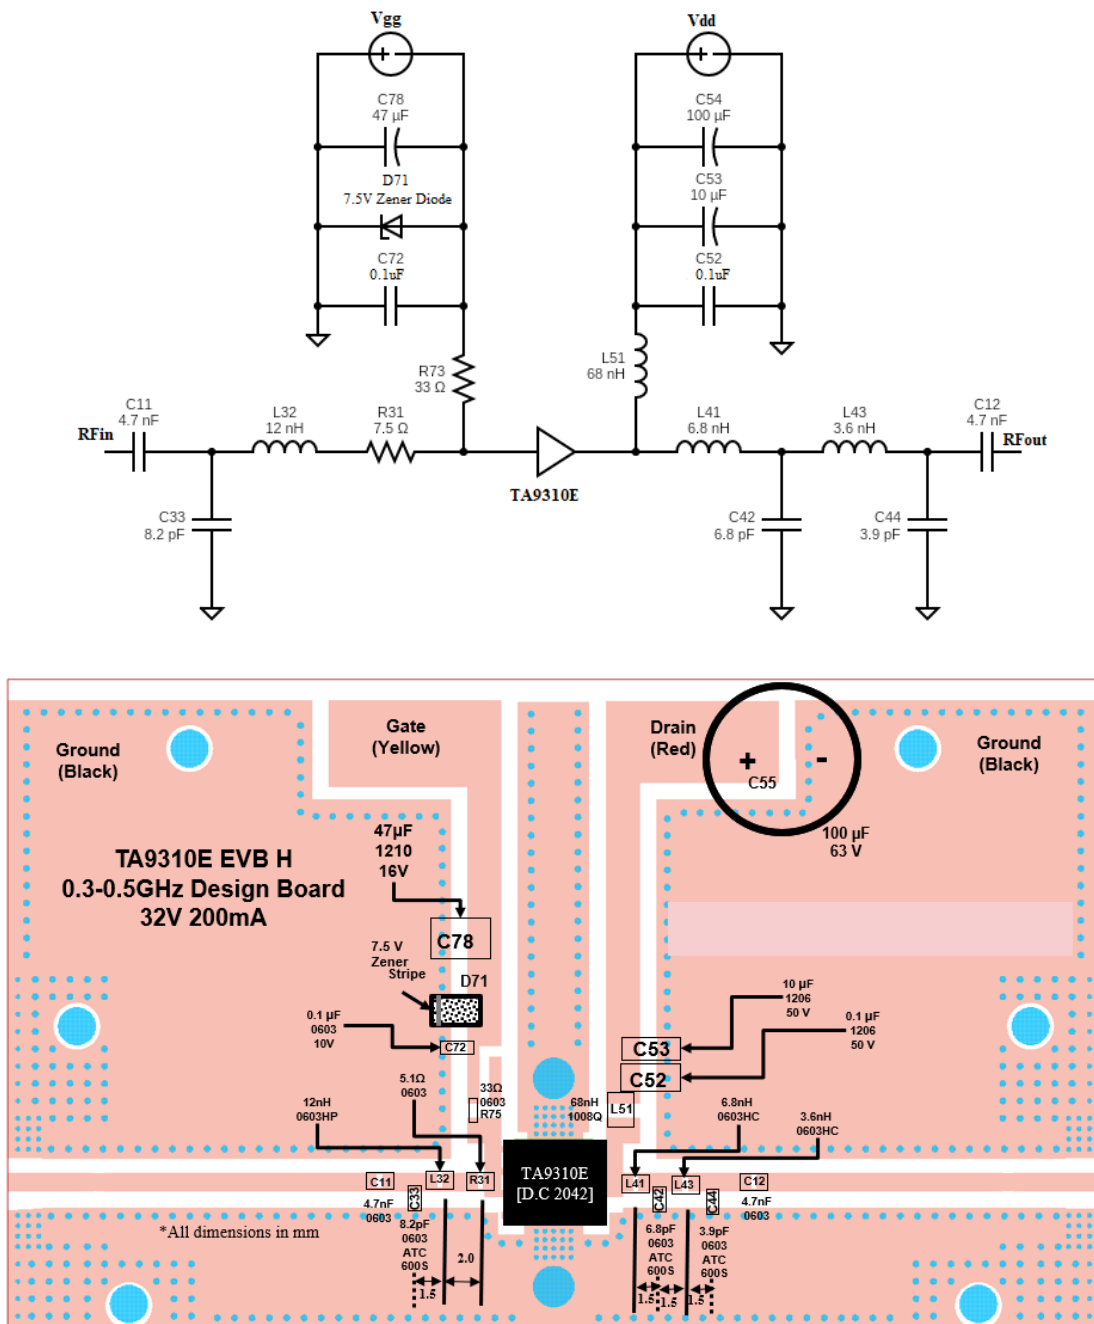 Vgg
Vdd
C78
47 µF
C54
100 µF
D71
7.5V Zener Diode
C53
10 µF
C72
0.1uF
C52
0.1uF
R73
33 Ω
L51
68 nH
C11
4.7 nF
L32
12 nH
R31
7.5 Ω
L41
6.8 nH
L43
3.6 nH
C12
4.7 nF
RFin
RFout
TA9310E
C33
8.2 pF
C42
6.8 pF
C44
3.9 pF
Ground
(Black)
Gate
(Yellow)
Drain
(Red)
+
-
C55
Ground
(Black)
100 µF
63 V
47µF
1210
16V
TA9310E EVB H
0.3-0.5GHz Design Board
32V 200mA
C78
7.5 V
Zener
Stripe
D71
10 µF
1206
50 V
0.1 µF
0603
10V
C72
0.1 µF
1206
50 V
C53
C52
5.1Ω
0603
33Ω
0603
R75
68nH
1008Q
L51
12nH
0603HP
6.8nH
0603HC
3.6nH
0603HC
TA9310E
[D.C 2042]
C11
L32
R31
L41
L43
C12
C33
C42
C44
4.7nF
0603
4.7nF
0603
*All dimensions in mm
8.2pF
0603
ATC
600S
6.8pF
0603
ATC
600S
3.9pF
0603
ATC
600S
2.0
1.5
1.5
1.5
1.5